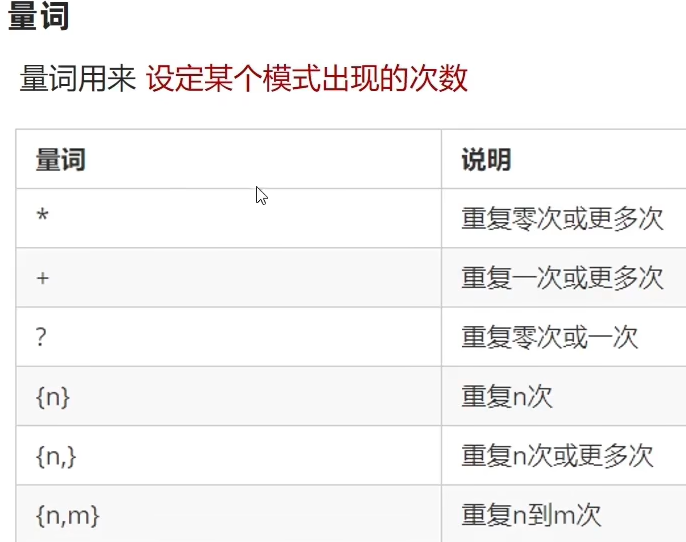 量词
量词用来 设定某个模式出现的次数
量词 说明
* 重复零次或更多次
+ 重复一次或更多次
? 重复零次或一次
{n} 重复n次
{n,} 重复n次或更多次
{n,m} 重复n到m次